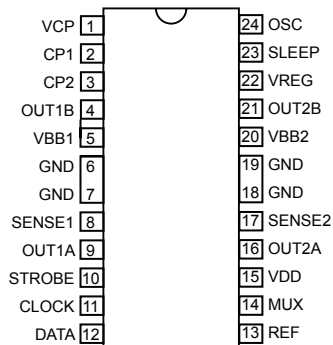 VCP 1 24 OSC
CP1 2 23 SLEEP
CP2 3 22 VREG
OUT1B 4 21 OUT2B
VBB1 5 20 VBB2
GND 6 19 GND
GND 7 18 GND
SENSE1 8 17 SENSE2
OUT1A 9 16 OUT2A
STROBE 10 15 VDD
CLOCK 11 14 MUX
DATA 12 13 REF